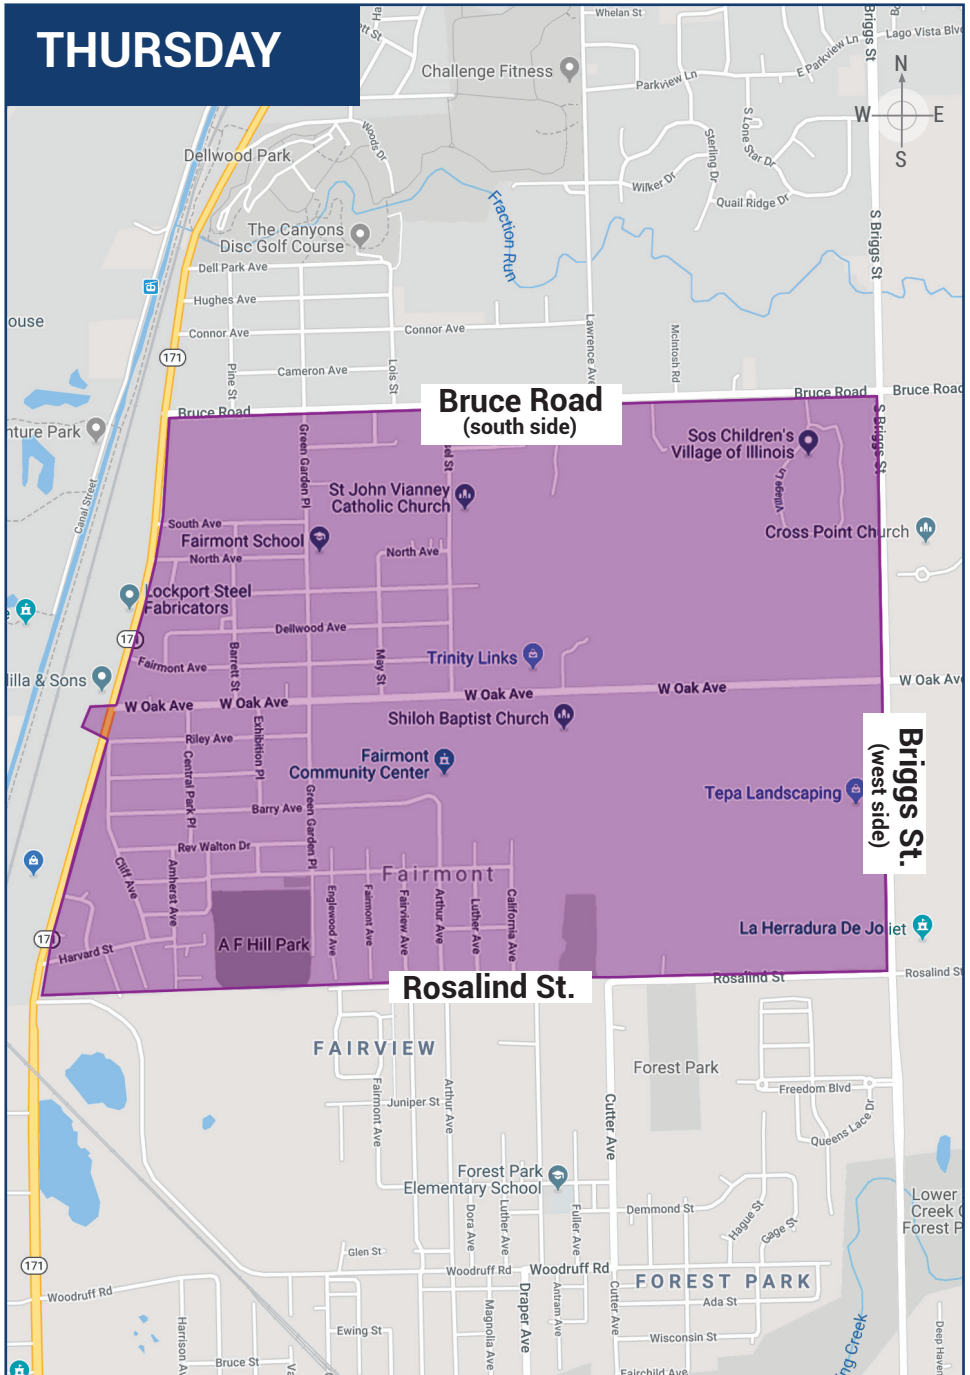 THURSDAY
Whelan St
Briggs St
Lago Vista Blv
E Parkview Ln
Parkview Ln
Challenge Fitness
N
W
E
S
Woods Dr
Dellwood Park
Sterling Dr
S Lone Star Dr
Wilker Dr
Quail Ridge Dr
Fraction Run
The Canyons
Disc Golf Course
S Briggs St
Dell Park Ave
Hughes Ave
Connor Ave
Connor Ave
Lawrence Ave
McIntosh Rd
ouse
171
Pine St
Cameron Ave
Lois St
Bruce Road
Bruce Road
(south side)
Bruce Road
Bruce Road
nture Park
Canal Street
Green Garden Pl
sel St
Sos Children's
Village of Illinois
S Briggs St
Village Ln
St John Vianney
Catholic Church
South Ave
Fairmont School
North Ave
North Ave
Cross Point Church
Lockport Steel
Fabricators
171
Dellwood Ave
Fairmont Ave
Barrett St
May St
Trinity Links
illa & Sons
W Oak Ave
W Oak Ave
W Oak Ave
W Oak Ave
W Oak Ave
Shiloh Baptist Church
Riley Ave
Exhibition Pl
Central Park Pl
Fairmont
Community Center
Green Garden Pl
Barry Ave
Tepa Landscaping
Briggs St.
(west side)
Rev Walton Dr
Cliff Ave
Amherst Ave
Fairmont
Englewood Ave
Fairmont Ave
Fairview Ave
Arthur Ave
Luther Ave
California Ave
A F Hill Park
171
Harvard St
La Herradura De Joliet
Rosalind St.
Rosalind St
Rosalind St
FAIRVIEW
Forest Park
Fairmont Ave
Juniper St
Arthur Ave
Cutter Ave
Freedom Blvd
Queens Lace Dr
Forest Park
Elementary School
Dora Ave
Luther Ave
Fuller Ave
Demmond St
Hague St
Gage St
Lower
Creek
Forest P
Glen St
171
Woodruff Rd
Woodruff Rd
Woodruff Rd
FOREST PARK
Draper Ave
Antram Ave
Cutter Ave
Ada St
Magnolia Ave
Harrison A
Ewing St
Wisconsin St
Bruce St
Va
Fairchild Ave
ng Creek
Deep Haven